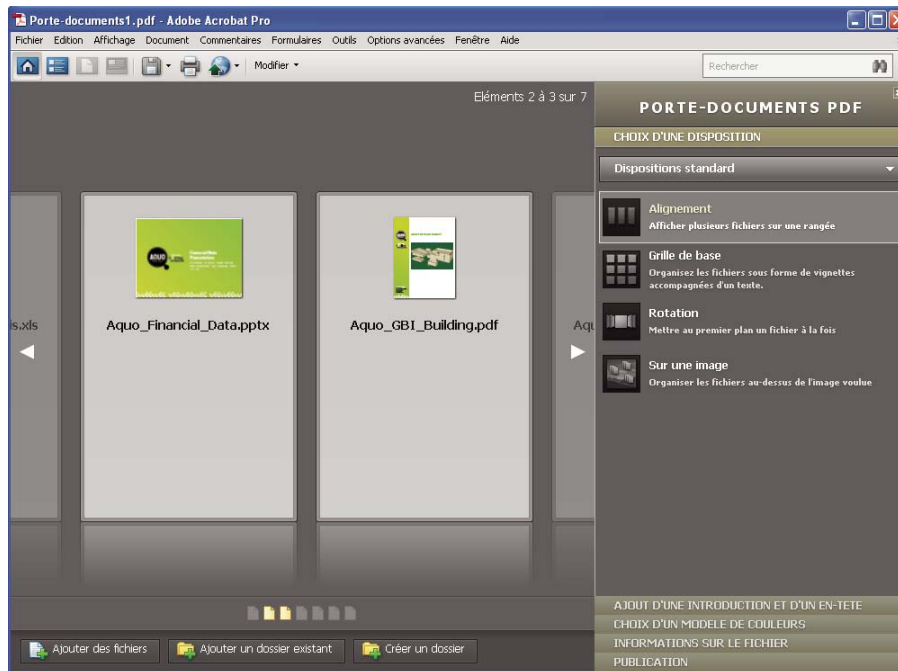 Porte-documents1.pdf - Adobe Acrobat Pro
Fichier Edition Affichage Document Commentaires Formulaires Outils Options avancées Fenêtre Aide
Modifier
Rechercher
Eléments 2 à 3 sur 7
is.xls
AQUO
Aquo_Financial_Data.pptx
Aquo_GBI_Building.pdf
Aqu
PORTE-DOCUMENTS PDF
CHOIX D'UNE DISPOSITION
Dispositions standard
Alignement
Afficher plusieurs fichiers sur une rangée
Grille de base
Organisez les fichiers sous forme de vignettes
accompagnées d'un texte.
Rotation
Mettre au premier plan un fichier à la fois
Sur une image
Organiser les fichiers au-dessus de l'image voulue
AJOUT D'UNE INTRODUCTION ET D'UN EN-TETE
CHOIX D'UN MODELE DE COULEURS
INFORMATIONS SUR LE FICHIER
PUBLICATION
Ajouter des fichiers
Ajouter un dossier existant
Créer un dossier